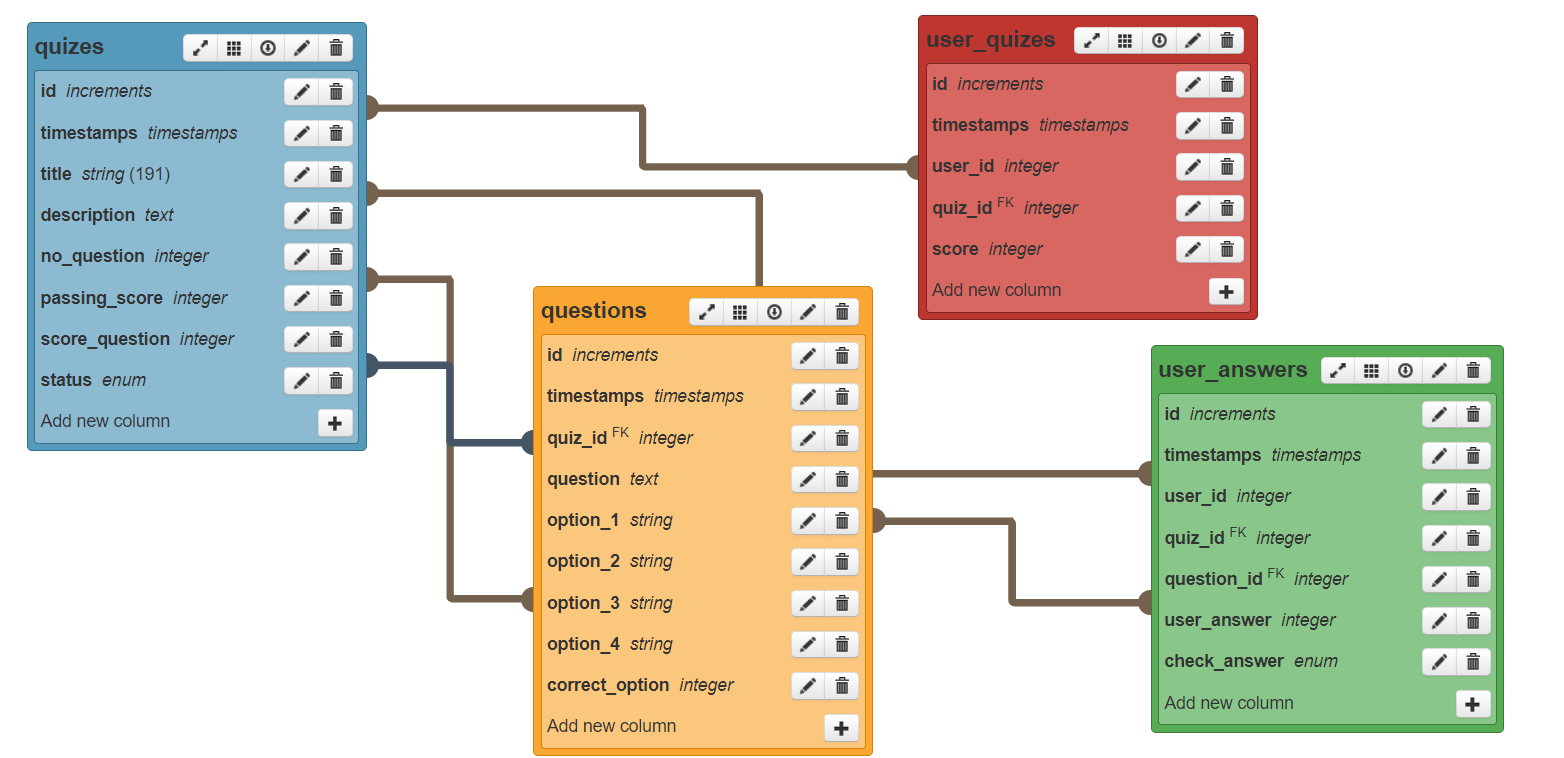 quizes
id increments
timestamps timestamps
title string (191)
description text
no_question integer
passing_score integer
score_question integer
status enum
Add new column
user_quizes
id increments
timestamps timestamps
user_id integer
quiz_id FK integer
score integer
Add new column
questions
id increments
timestamps timestamps
quiz_id FK integer
question text
option_1 string
option_2 string
option_3 string
option_4 string
correct_option integer
Add new column
user_answers
id increments
timestamps timestamps
user_id integer
quiz_id FK integer
question_id FK integer
user_answer integer
check_answer enum
Add new column